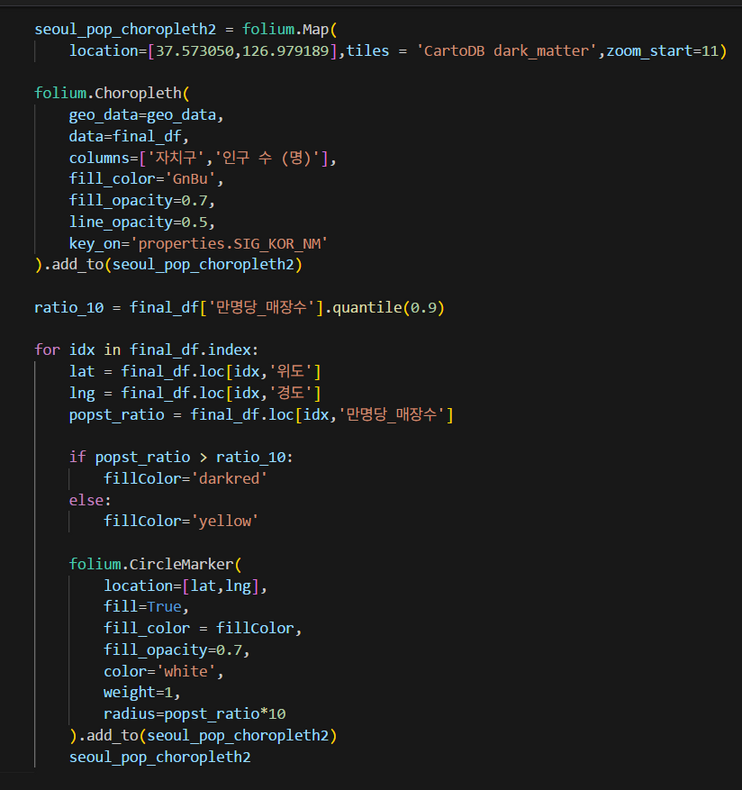 seoul_pop_choropleth2 = folium.Map(
    location=[37.573050,126.979189],tiles = 'CartoDB dark_matter',zoom_start=11)

folium.Choropleth(
    geo_data=geo_data,
    data=final_df,
    columns=['자치구','인구 수 (명)'],
    fill_color='GnBu',
    fill_opacity=0.7,
    line_opacity=0.5,
    key_on='properties.SIG_KOR_NM'
).add_to(seoul_pop_choropleth2)

ratio_10 = final_df['만명당_매장수'].quantile(0.9)

for idx in final_df.index:
    lat = final_df.loc[idx,'위도']
    lng = final_df.loc[idx,'경도']
    popst_ratio = final_df.loc[idx,'만명당_매장수']

    if popst_ratio > ratio_10:
        fillColor='darkred'
    else:
        fillColor='yellow'

    folium.CircleMarker(
        location=[lat,lng],
        fill=True,
        fill_color = fillColor,
        fill_opacity=0.7,
        color='white',
        weight=1,
        radius=popst_ratio*10
    ).add_to(seoul_pop_choropleth2)
    seoul_pop_choropleth2